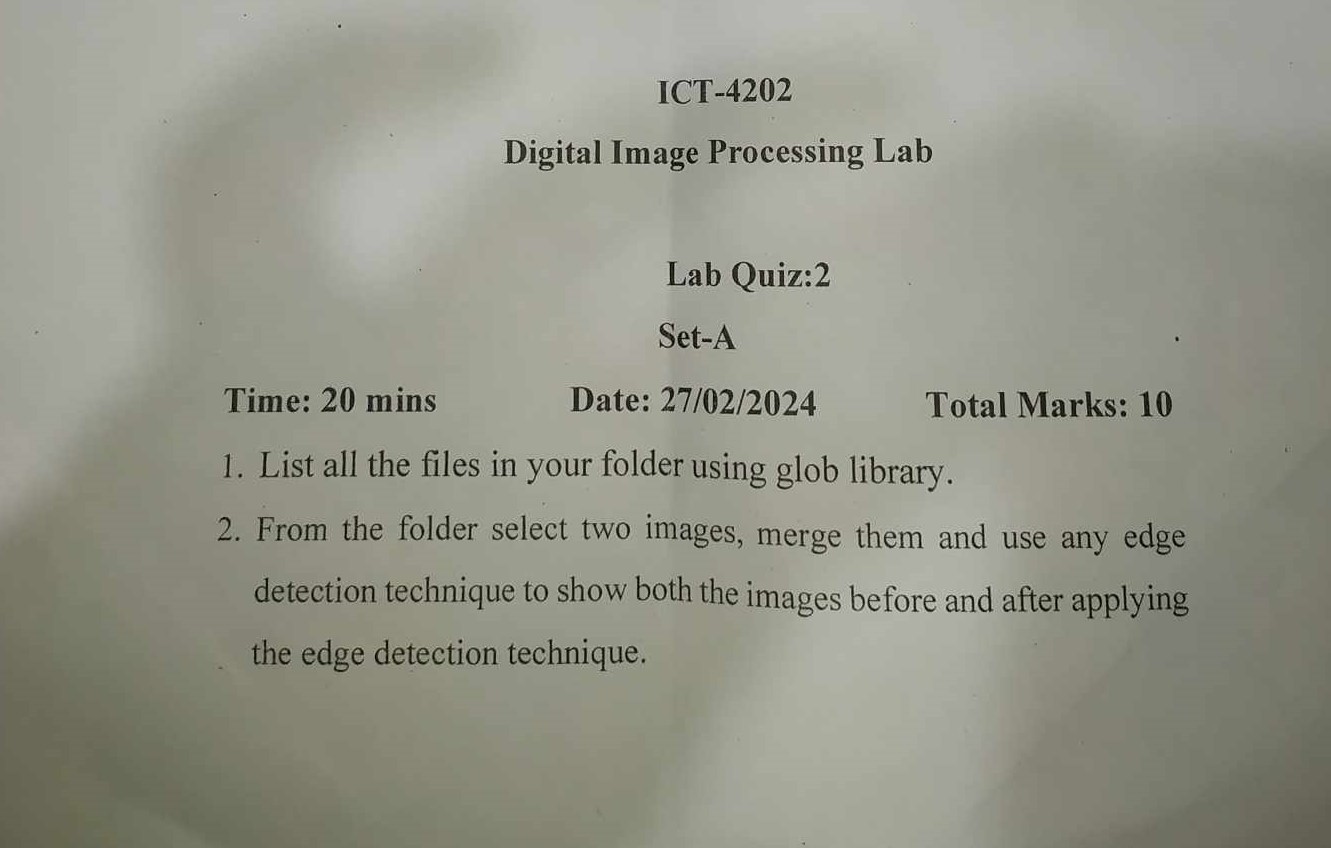 ICT-4202
Digital Image Processing Lab
Lab Quiz:2
Set-A
Time: 20 mins Date: 27/02/2024 Total Marks: 10
1. List all the files in your folder using glob library.
2. From the folder select two images, merge them and use any edge
detection technique to show both the images before and after applying
the edge detection technique.